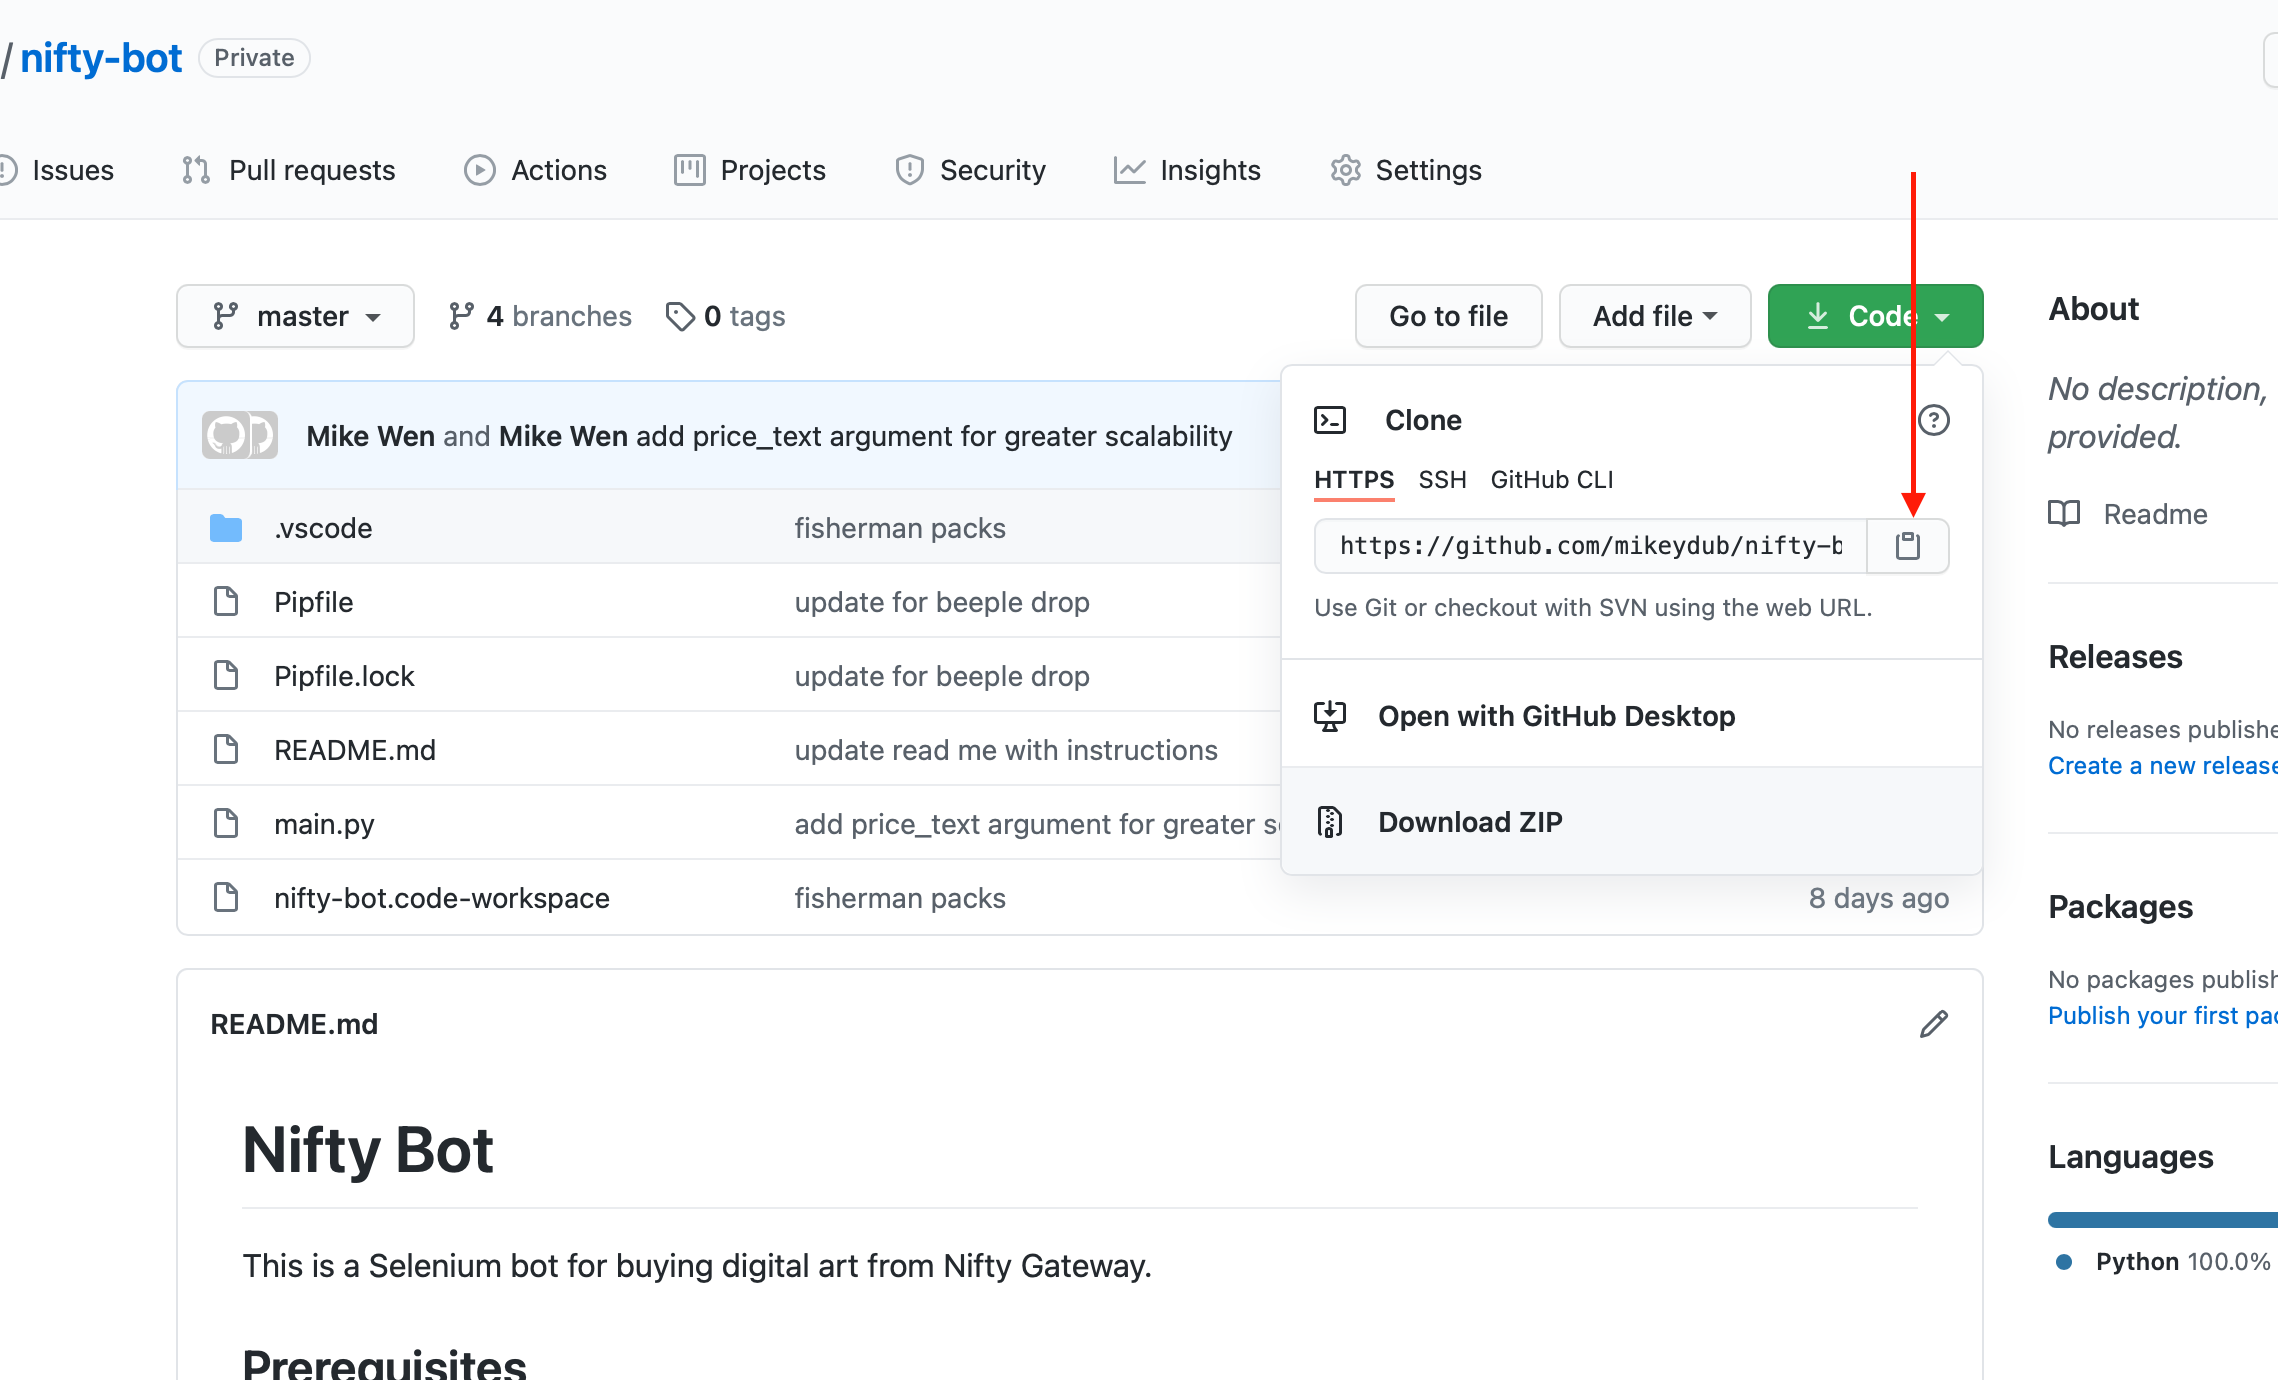 / nifty-bot Private
Issues Pull requests Actions Projects Security Insights Settings
master 4 branches 0 tags Go to file Add file Code
Mike Wen and Mike Wen add price_text argument for greater scalability
.vscode fisherman packs
Pipfile update for beeple drop
Pipfile.lock update for beeple drop
README.md update read me with instructions
main.py add price_text argument for greater
nifty-bot.code-workspace fisherman packs 8 days ago
Clone
HTTPS SSH GitHub CLI
https://github.com/mikeydub/nifty-b
Use Git or checkout with SVN using the web URL.
Open with GitHub Desktop
Download ZIP
README.md
Nifty Bot
This is a Selenium bot for buying digital art from Nifty Gateway.
Prerequisites
About
No description,
provided.
Readme
Releases
No releases publishe
Create a new release
Packages
No packages publish
Publish your first pac
Languages
Python 100.0%